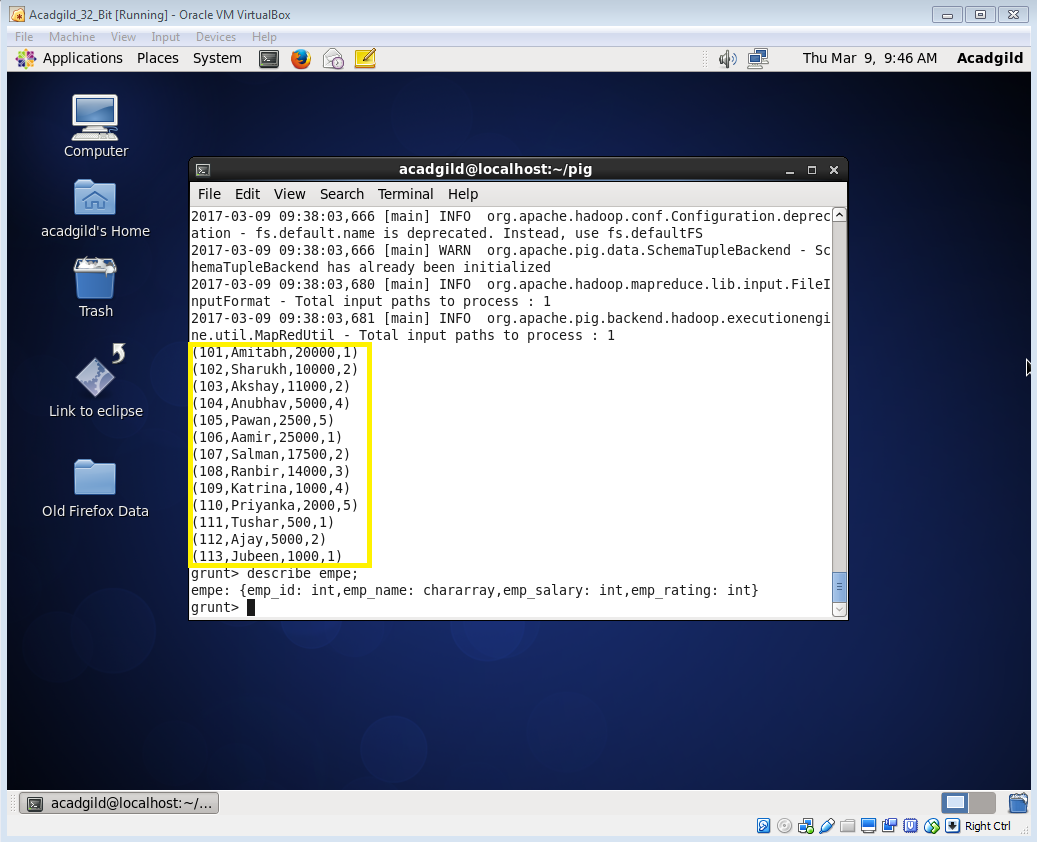 Acadgild_32_Bit [Running] - Oracle VM VirtualBox
File Machine View Input Devices Help
Applications Places System Thu Mar 9, 9:46 AM Acadgild
Computer
acadgild's Home
Trash
Link to eclipse
Old Firefox Data
acadgild@localhost:~/pig
File Edit View Search Terminal Help
2017-03-09 09:38:03,666 [main] INFO  org.apache.hadoop.conf.Configuration.deprec
ation - fs.default.name is deprecated. Instead, use fs.defaultFS
2017-03-09 09:38:03,666 [main] WARN  org.apache.pig.data.SchemaTupleBackend - Sc
hemaTupleBackend has already been initialized
2017-03-09 09:38:03,680 [main] INFO  org.apache.hadoop.mapreduce.lib.input.FileI
nputFormat - Total input paths to process : 1
2017-03-09 09:38:03,681 [main] INFO  org.apache.pig.backend.hadoop.executionengi
ne.util.MapRedUtil - Total input paths to process : 1
(101,Amitabh,20000,1)
(102,Sharukh,10000,2)
(103,Akshay,11000,2)
(104,Anubhav,5000,4)
(105,Pawan,2500,5)
(106,Aamir,25000,1)
(107,Salman,17500,2)
(108,Ranbir,14000,3)
(109,Katrina,1000,4)
(110,Priyanka,2000,5)
(111,Tushar,500,1)
(112,Ajay,5000,2)
(113,Jubeen,1000,1)
grunt> describe empe;
empe: {emp_id: int,emp_name: chararray,emp_salary: int,emp_rating: int}
grunt>
acadgild@localhost:~/...
Right Ctrl